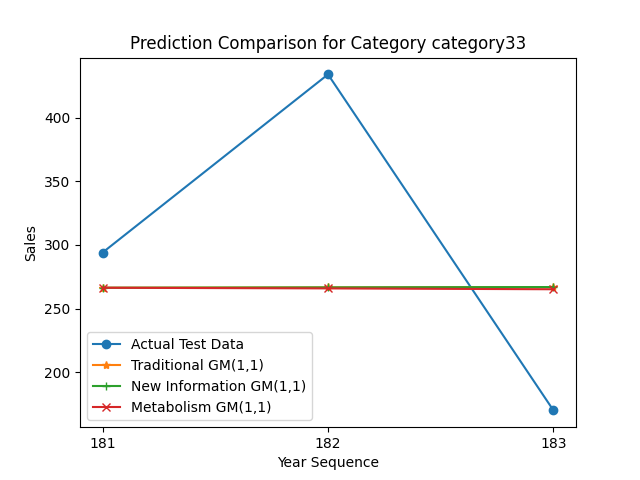 Prediction Comparison for Category category33
Sales
400
350
300
250
200
Actual Test Data
Traditional GM(1,1)
New Information GM(1,1)
Metabolism GM(1,1)
181 182 183
Year Sequence